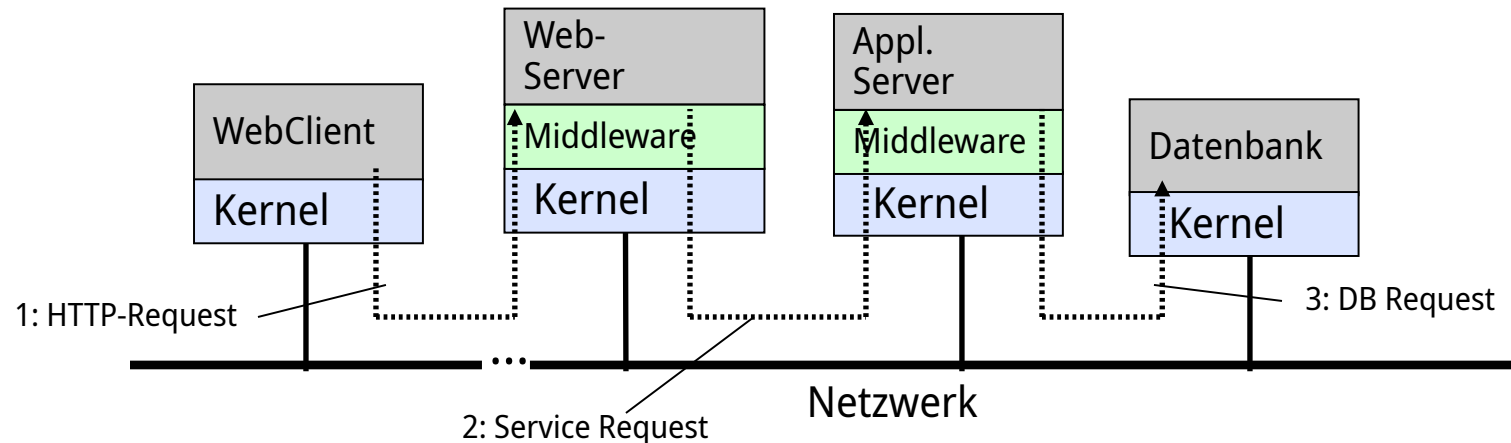 WebClient
Kernel
Web-
Server
Middleware
Kernel
Appl.
Server
Middleware
Kernel
Datenbank
Kernel
1: HTTP-Request
3: DB Request
...
Netzwerk
2: Service Request